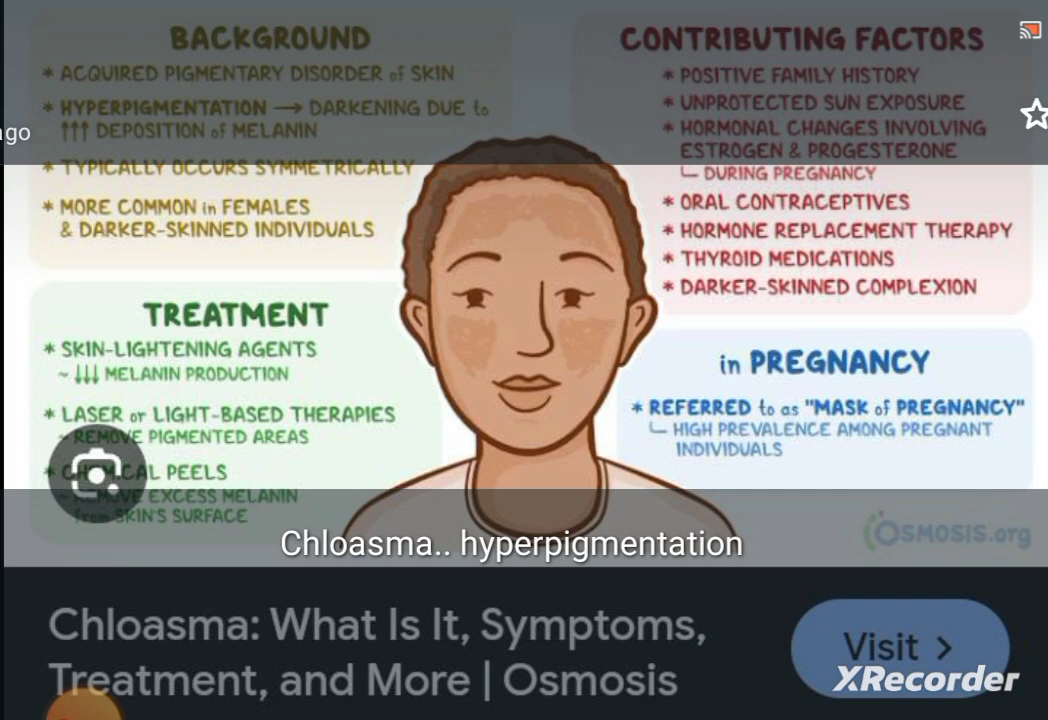 BACKGROUND
* ACQUIRED PIGMENTARY DISORDER of SKIN
* HYPERPIGMENTATION → DARKENING DUE to
↑↑↑ DEPOSITION of MELANIN
* TYPICALLY OCCURS SYMMETRICALLY
* MORE COMMON in FEMALES
& DARKER-SKINNED INDIVIDUALS
ago
CONTRIBUTING FACTORS
* POSITIVE FAMILY HISTORY
* UNPROTECTED SUN EXPOSURE
* HORMONAL CHANGES INVOLVING
ESTROGEN & PROGESTERONE
DURING PREGNANCY
* ORAL CONTRACEPTIVES
* HORMONE REPLACEMENT THERAPY
* THYROID MEDICATIONS
* DARKER-SKINNED COMPLEXION
TREATMENT
* SKIN-LIGHTENING AGENTS
~ ↓↓↓ MELANIN PRODUCTION
* LASER or LIGHT-BASED THERAPIES
~ REMOVE PIGMENTED AREAS
* CHEMICAL PEELS
~ REMOVE EXCESS MELANIN
from SKIN'S SURFACE
in PREGNANCY
* REFERRED to as "MASK of PREGNANCY"
HIGH PREVALENCE AMONG PREGNANT
INDIVIDUALS
OSMOSIS.org
Chloasma.. hyperpigmentation
Chloasma: What Is It, Symptoms,
Treatment, and More | Osmosis
Visit >
XRecorder